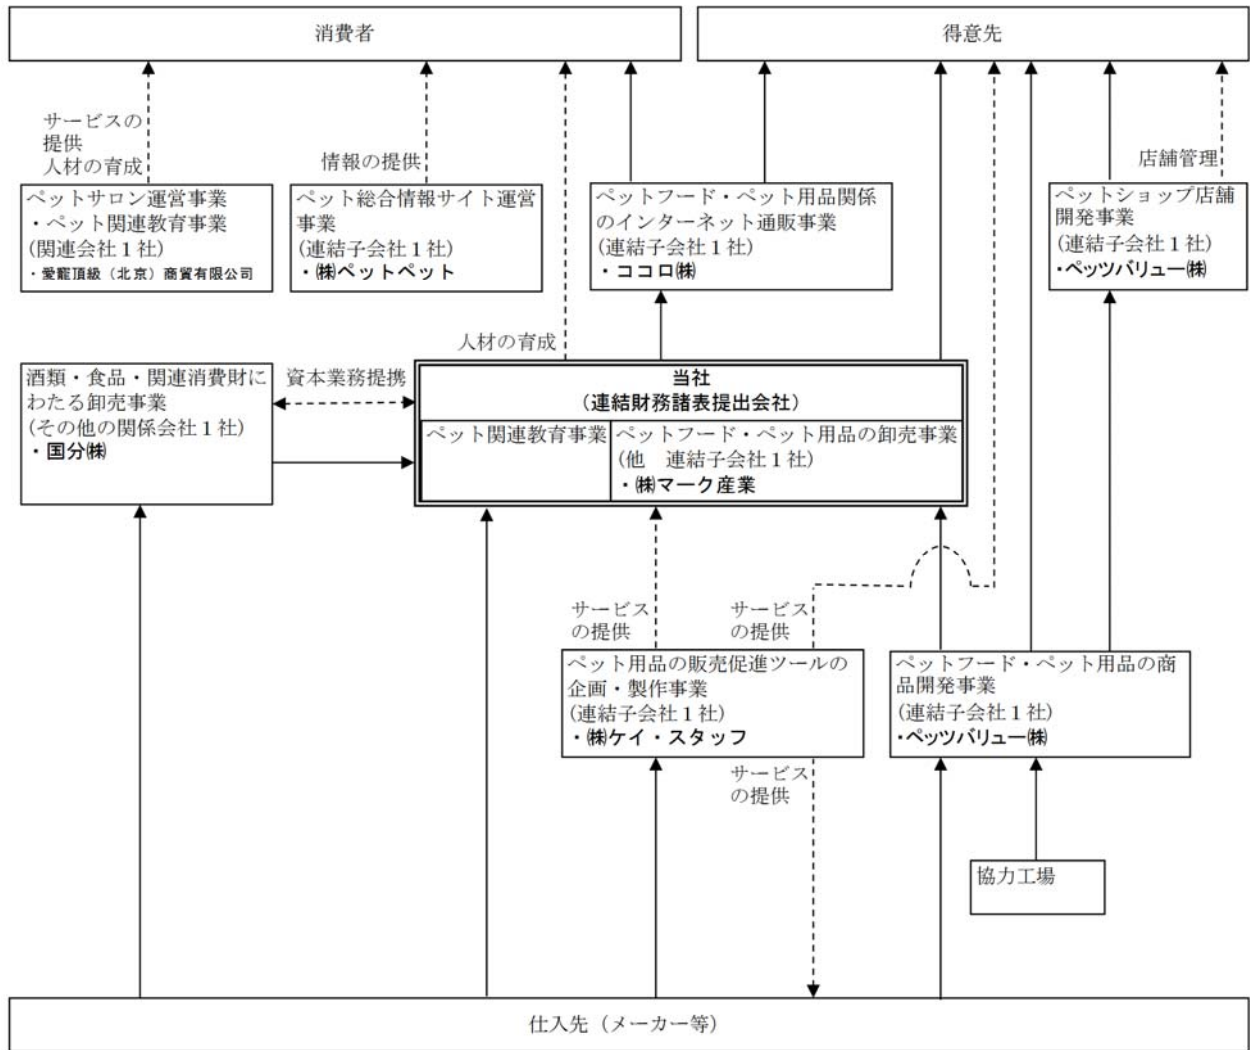 消費者
得意先
サービスの
提供
人材の育成
情報の提供
店舗管理
ペットサロン運営事業
・ペット関連教育事業
(関連会社１社)
・愛寵頂級（北京）商貿有限公司
ペット総合情報サイト運営
事業
(連結子会社１社)
・㈱ペットペット
ペットフード・ペット用品関係
のインターネット通販事業
(連結子会社１社)
・ココロ㈱
ペットショップ店舗
開発事業
(連結子会社１社)
・ペッツバリュー㈱
人材の育成
酒類・食品・関連消費財に
わたる卸売事業
(その他の関係会社１社)
・国分㈱
資本業務提携
当社
（連結財務諸表提出会社）
ペット関連教育事業
ペットフード・ペット用品の卸売事業
(他　連結子会社１社)
・㈱マーク産業
サービス
の提供
サービス
の提供
ペット用品の販売促進ツールの
企画・製作事業
(連結子会社１社)
・㈱ケイ・スタッフ
ペットフード・ペット用品の商
品開発事業
(連結子会社１社)
・ペッツバリュー㈱
サービス
の提供
協力工場
仕入先（メーカー等）